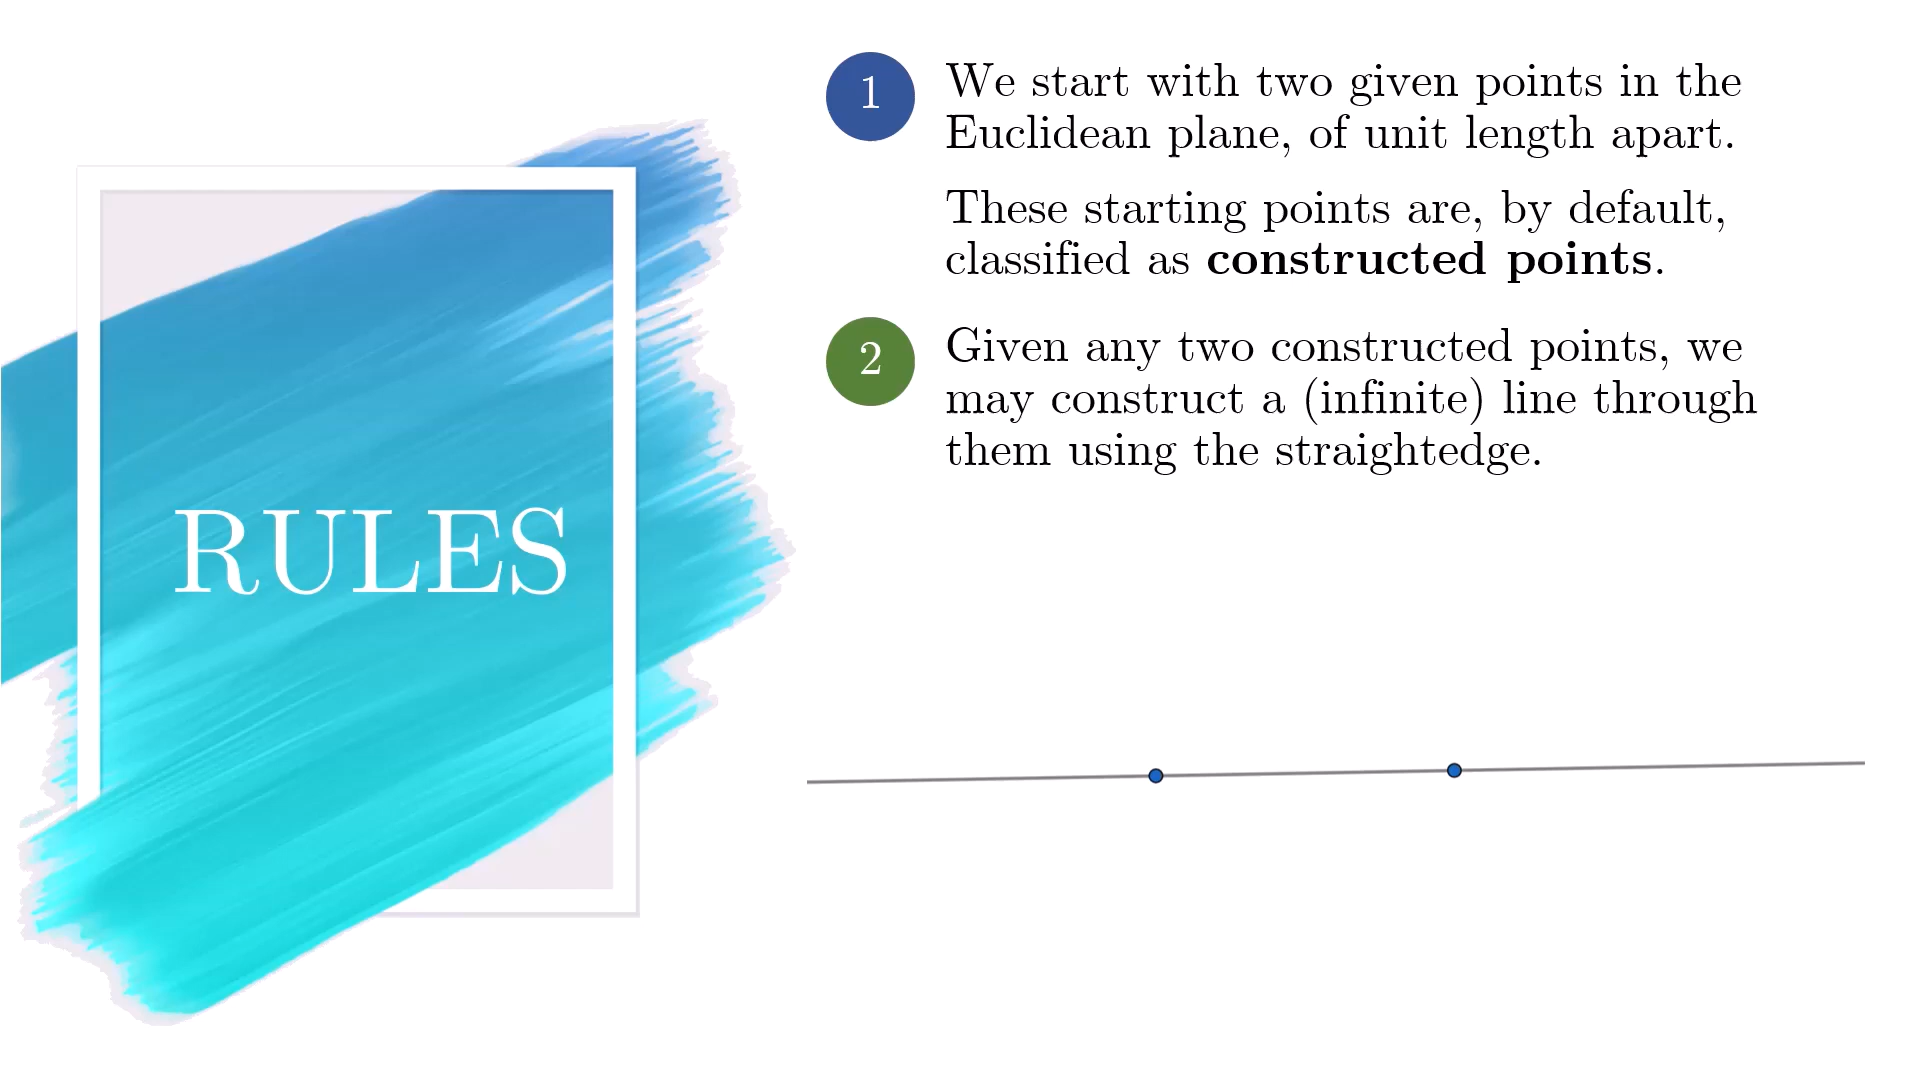 RULES
1
We start with two given points in the
Euclidean plane, of unit length apart.
These starting points are, by default,
classified as constructed points.
2
Given any two constructed points, we
may construct a (infinite) line through
them using the straightedge.